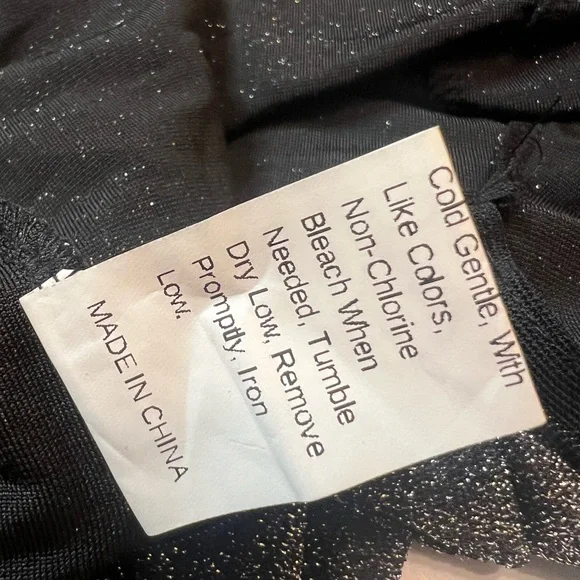 Cold Gentle, With
Like Colors,
Non-Chlorine
Bleach When
Needed, Tumble
Dry Low, Remove
Promptly, Iron
Low.
MADE IN CHINA